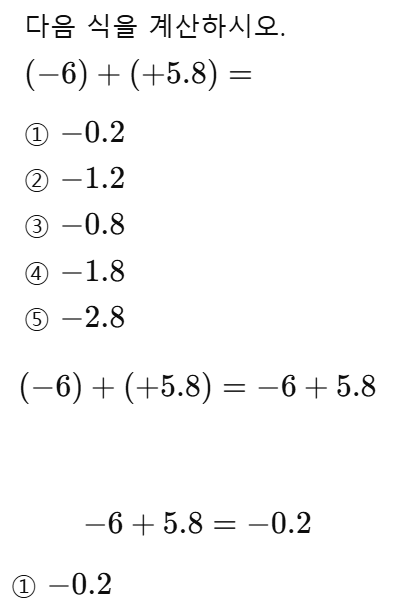 다음 식을 계산하시오.
(−6) + (+5.8) =
① −0.2
② −1.2
③ −0.8
④ −1.8
⑤ −2.8
(−6) + (+5.8) = −6 + 5.8
−6 + 5.8 = −0.2
① −0.2